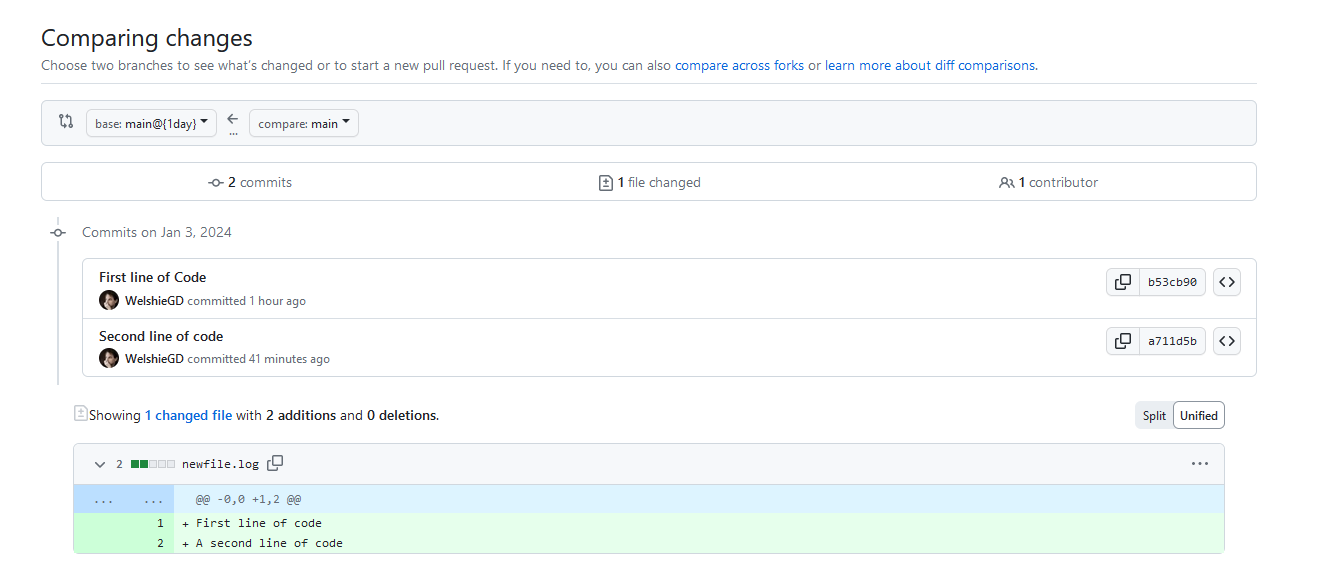 Comparing changes
Choose two branches to see what's changed or to start a new pull request. If you need to, you can also compare across forks or learn more about diff comparisons.
base: main@{1day} ... compare: main
2 commits 1 file changed 1 contributor
Commits on Jan 3, 2024
First line of Code
b53cb90
WelshieGD committed 1 hour ago
Second line of code
a711d5b
WelshieGD committed 41 minutes ago
Showing 1 changed file with 2 additions and 0 deletions.
Split Unified
2 newfile.log
... ... @@ -0,0 +1,2 @@
1 + First line of code
2 + A second line of code